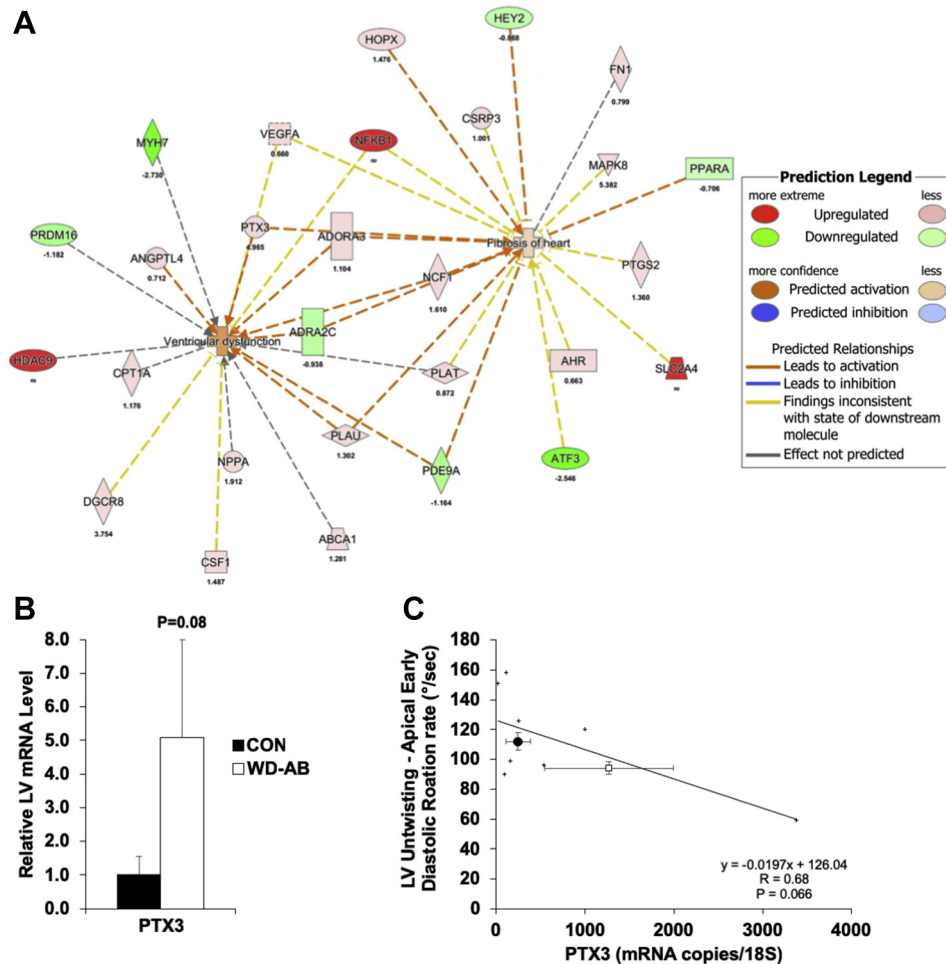 A
HOPX
1.476
HEY2
-0.868
FN1
0.799
CSRP3
1.001
VEGFA
0.660
NFKB1
∞
MYH7
-2.730
MAPK8
5.382
PPARA
-0.706
PRDM16
-1.182
PTX3
4.965
ADORA3
1.104
Fibrosis of heart
ANGPTL4
0.712
NCF1
1.610
PTGS2
1.360
ADRA2C
-0.938
Ventricular dysfunction
HDAC9
∞
CPT1A
1.176
PLAT
0.872
AHR
0.663
SLC2A4
∞
PLAU
1.302
NPPA
1.912
PDE9A
-1.164
ATF3
-2.546
DGCR8
3.754
CSF1
1.487
ABCA1
1.281
Prediction Legend
more extreme less
Upregulated
Downregulated
more confidence less
Predicted activation
Predicted inhibition
Predicted Relationships
Leads to activation
Leads to inhibition
Findings inconsistent
with state of downstream
molecule
Effect not predicted
B
P=0.08
Relative LV mRNA Level
8.0
7.0
6.0
5.0
4.0
3.0
2.0
1.0
0.0
PTX3
CON
WD-AB
C
LV Untwisting - Apical Early
Diastolic Roation rate (°/sec)
180
160
140
120
100
80
60
40
20
0
y = -0.0197x + 126.04
R = 0.68
P = 0.066
0 1000 2000 3000 4000
PTX3 (mRNA copies/18S)